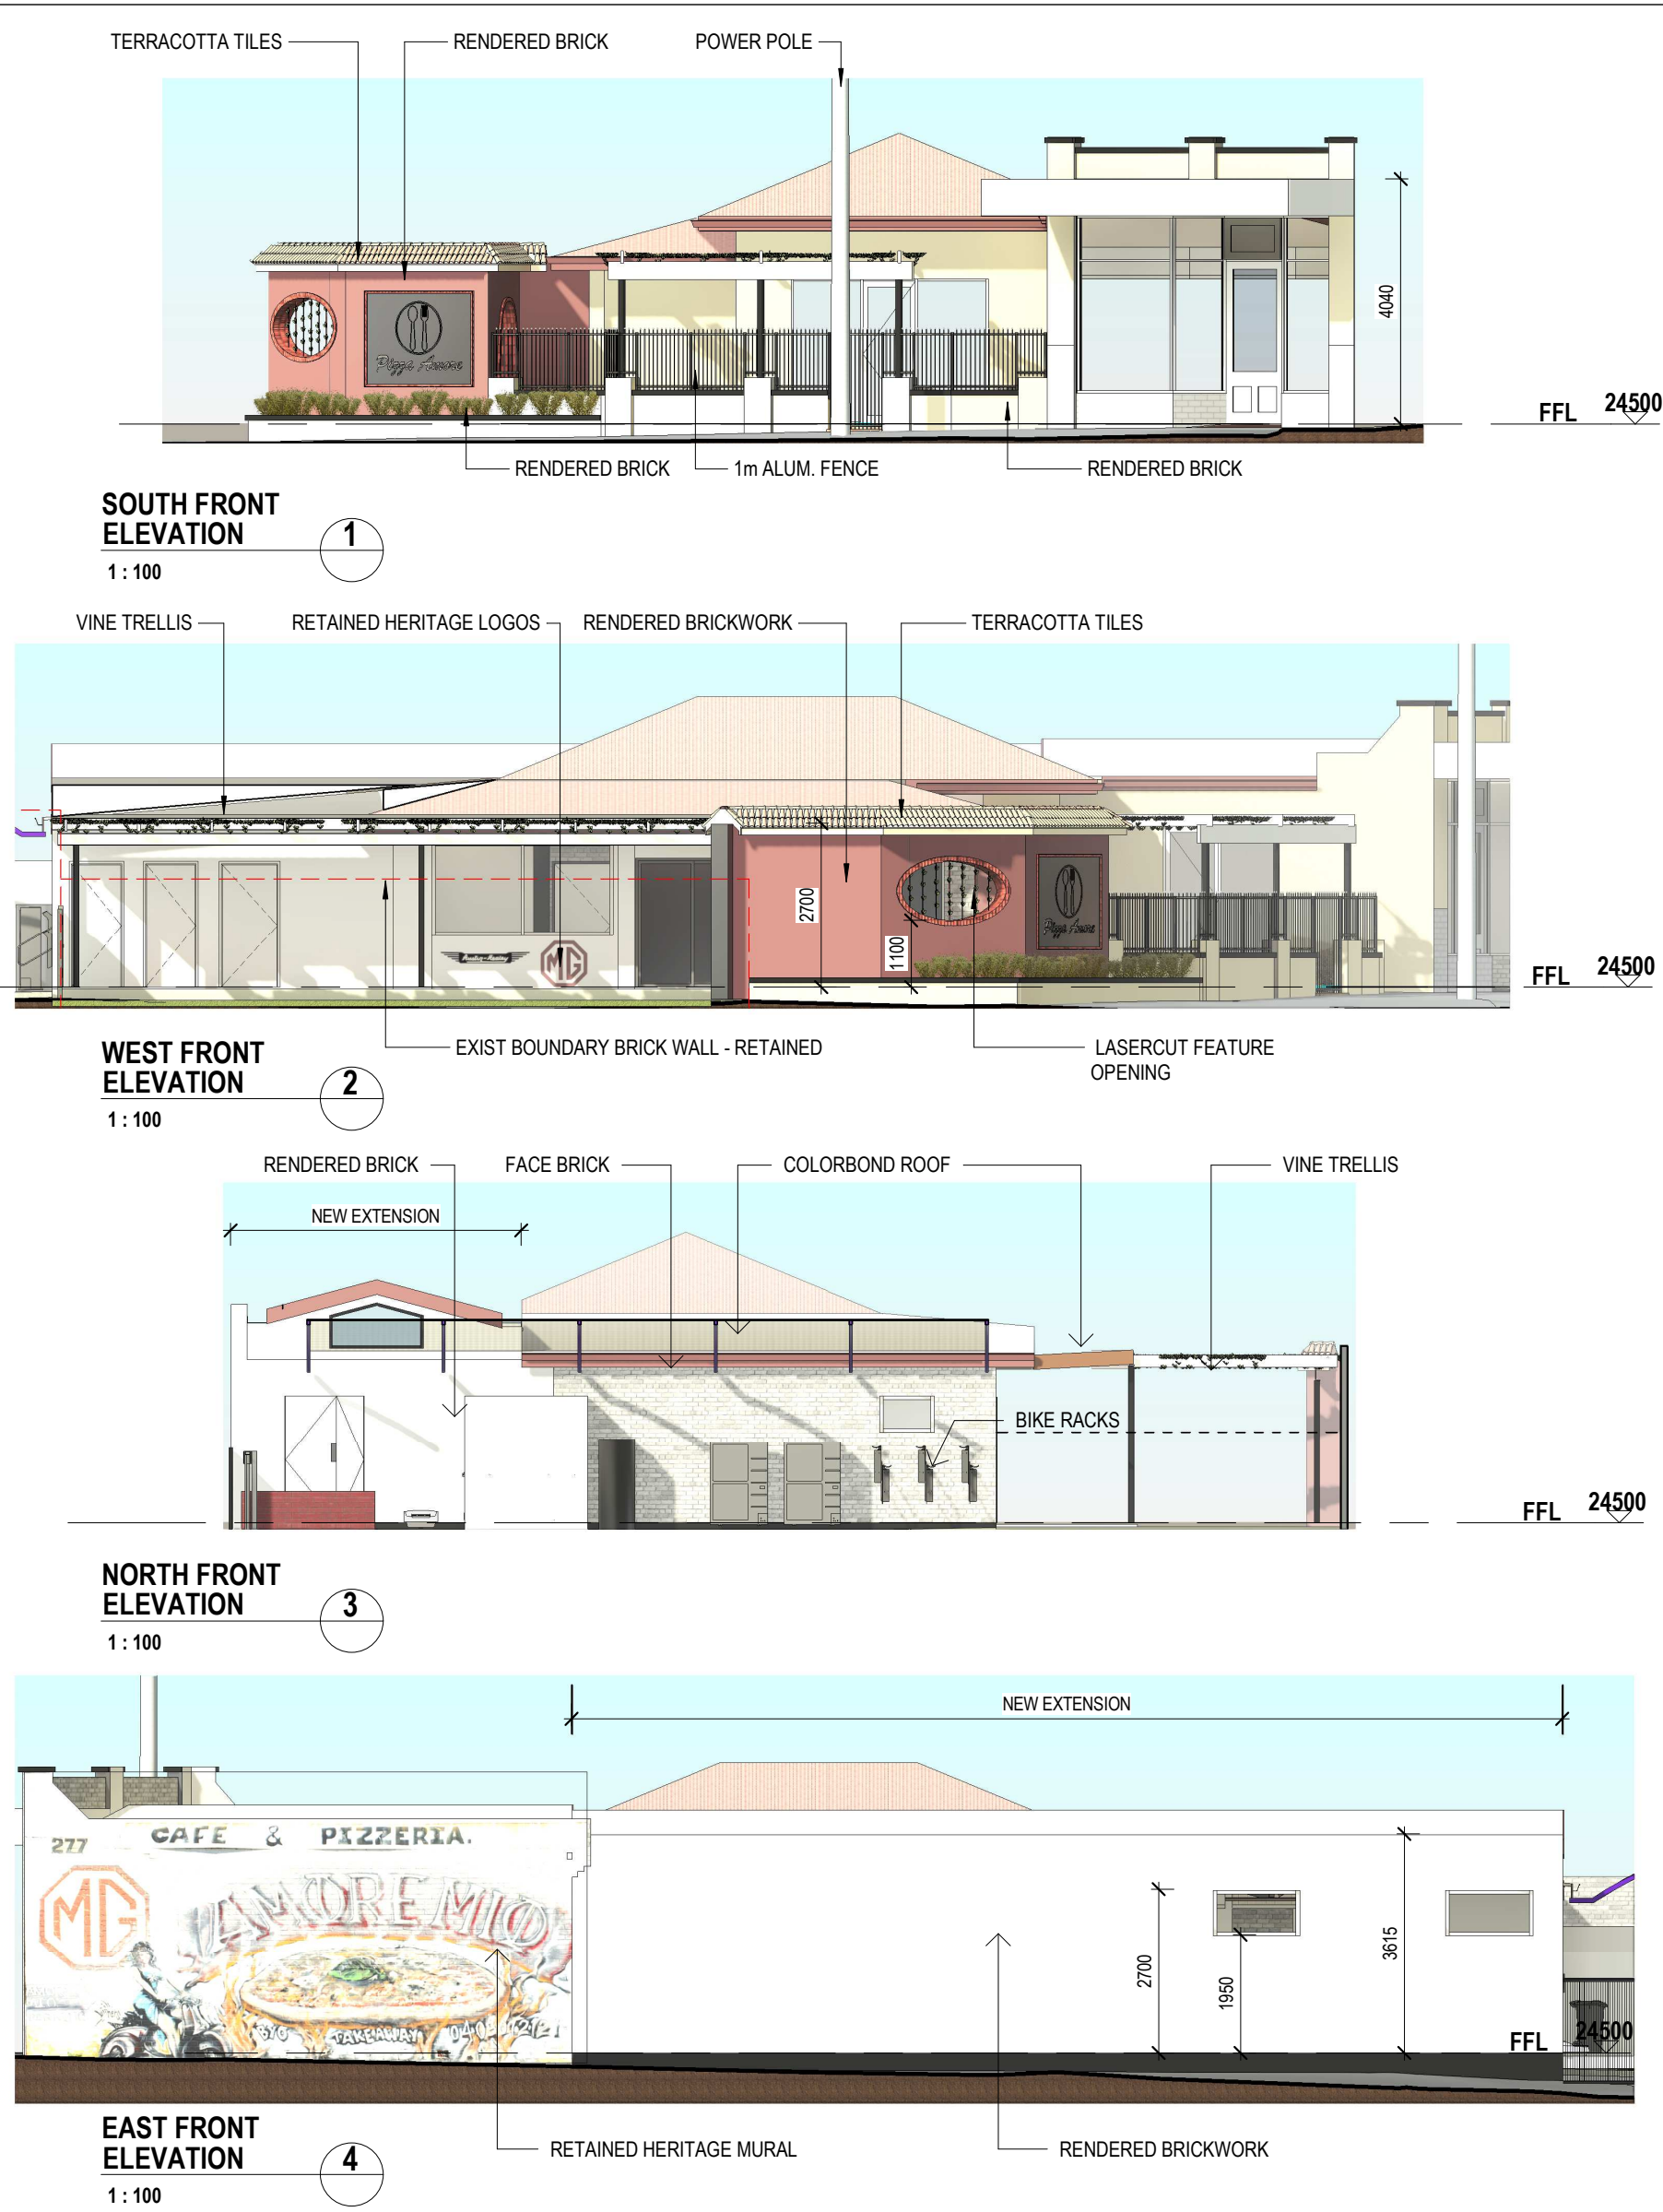 TERRACOTTA TILES
RENDERED BRICK
POWER POLE
Pizza Amore
4040
FFL 24500
RENDERED BRICK
1m ALUM. FENCE
RENDERED BRICK
SOUTH FRONT
ELEVATION
1
1 : 100
VINE TRELLIS
RETAINED HERITAGE LOGOS
RENDERED BRICKWORK
TERRACOTTA TILES
2700
1100
Pizza Amore
MG
FFL 24500
EXIST BOUNDARY BRICK WALL - RETAINED
LASERCUT FEATURE
OPENING
WEST FRONT
ELEVATION
2
1 : 100
RENDERED BRICK
FACE BRICK
COLORBOND ROOF
VINE TRELLIS
NEW EXTENSION
BIKE RACKS
FFL 24500
NORTH FRONT
ELEVATION
3
1 : 100
NEW EXTENSION
277
CAFE & PIZZERIA.
MG
AMORE MIO
BYO TAKEAWAY
2700
1950
3615
FFL 24500
EAST FRONT
ELEVATION
4
1 : 100
RETAINED HERITAGE MURAL
RENDERED BRICKWORK